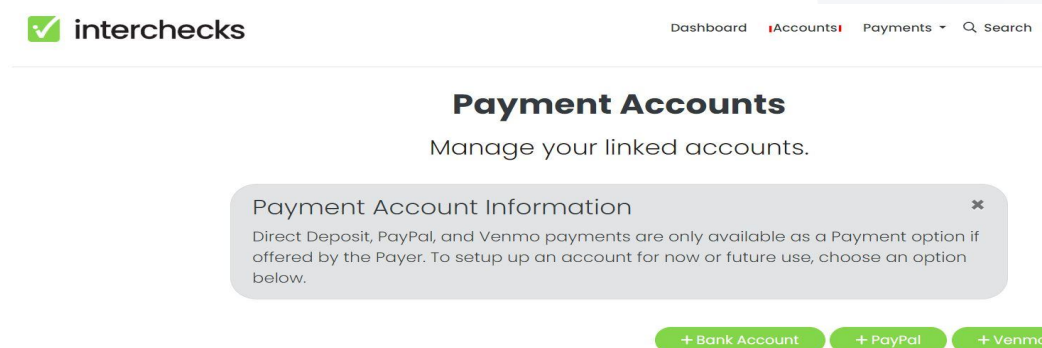 interchecks
Dashboard Accounts Payments Search
Payment Accounts
Manage your linked accounts.
Payment Account Information
Direct Deposit, PayPal, and Venmo payments are only available as a Payment option if
offered by the Payer. To setup up an account for now or future use, choose an option
below.
+ Bank Account + PayPal + Venmo